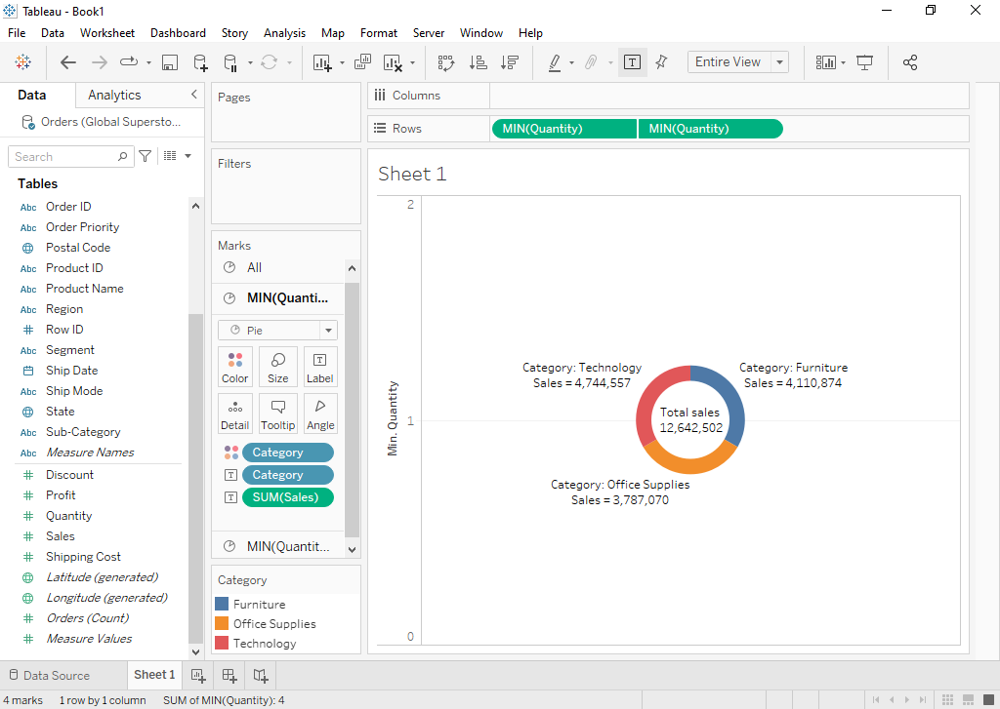 Tableau - Book1
File Data Worksheet Dashboard Story Analysis Map Format Server Window Help
T Entire View
Data Analytics
Orders (Global Supersto...
Search
Tables
Abc Order ID
Abc Order Priority
Postal Code
Abc Product ID
Abc Product Name
Abc Region
# Row ID
Abc Segment
Ship Date
Abc Ship Mode
State
Abc Sub-Category
Abc Measure Names
# Discount
# Profit
# Quantity
# Sales
# Shipping Cost
Latitude (generated)
Longitude (generated)
# Orders (Count)
# Measure Values
Pages
Filters
Marks
All
MIN(Quanti...
Pie
Color Size T Label
Detail Tooltip Angle
Category
T Category
T SUM(Sales)
MIN(Quantit...
Category
Furniture
Office Supplies
Technology
Columns
Rows MIN(Quantity) MIN(Quantity)
Sheet 1
2
1
0
Min. Quantity
Category: Technology
Sales = 4,744,557
Category: Furniture
Sales = 4,110,874
Total sales
12,642,502
Category: Office Supplies
Sales = 3,787,070
Data Source Sheet 1
4 marks 1 row by 1 column SUM of MIN(Quantity): 4